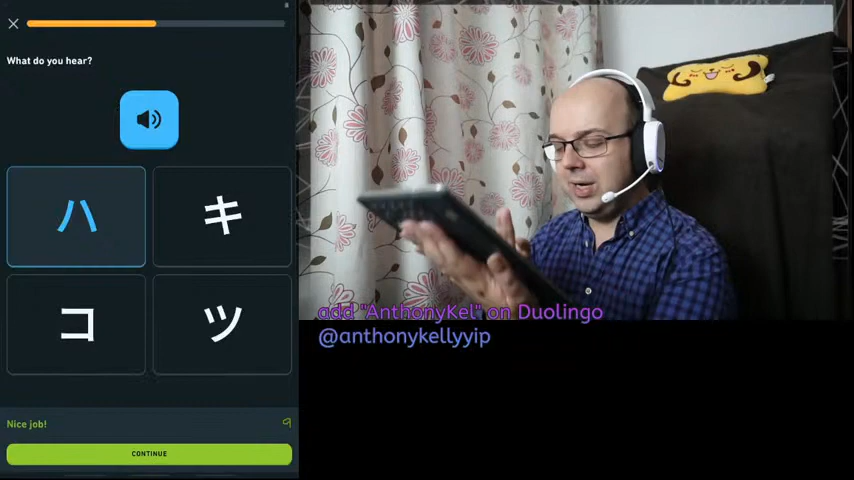 What do you hear?
ハ
キ
コ
ツ
Nice job!
CONTINUE
add "AnthonyKel" on Duolingo
@anthonykellyyip